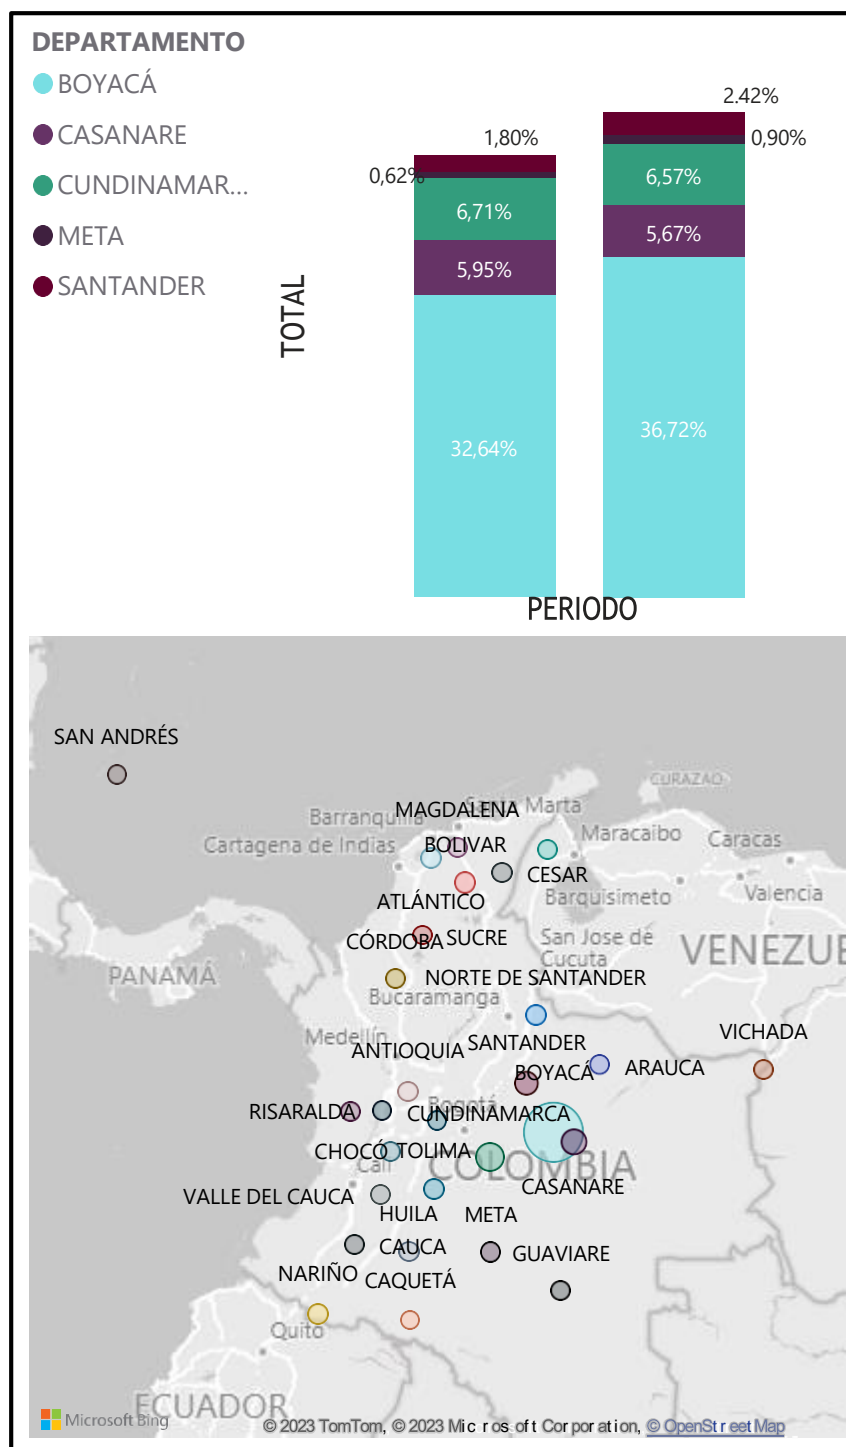 DEPARTAMENTO
BOYACÁ
CASANARE
CUNDINAMAR...
META
SANTANDER
2.42%
1,80%
0,90%
0,62%
6,57%
6,71%
5,67%
5,95%
TOTAL
36,72%
32,64%
PERIODO
SAN ANDRÉS
CURAZAO
MAGDALENA
Santa Marta
Barranquilla
Maracaibo
Cartagena de Indias
BOLIVAR
Caracas
CESAR
Barquisimeto
Valencia
ATLÁNTICO
CÓRDOBA
SUCRE
San Jose de
Cucuta
VENEZUE
PANAMÁ
NORTE DE SANTANDER
Bucaramanga
Medellín
SANTANDER
VICHADA
ANTIOQUIA
BOYACÁ
ARAUCA
Bogotá
RISARALDA
CUNDINAMARCA
CHOCÓ
TOLIMA
Cali
COLOMBIA
VALLE DEL CAUCA
CASANARE
HUILA
META
CAUCA
GUAVIARE
NARIÑO
CAQUETÁ
Quito
ECUADOR
Microsoft Bing
© 2023 TomTom, © 2023 Microsoft Corporation, © OpenStreetMap